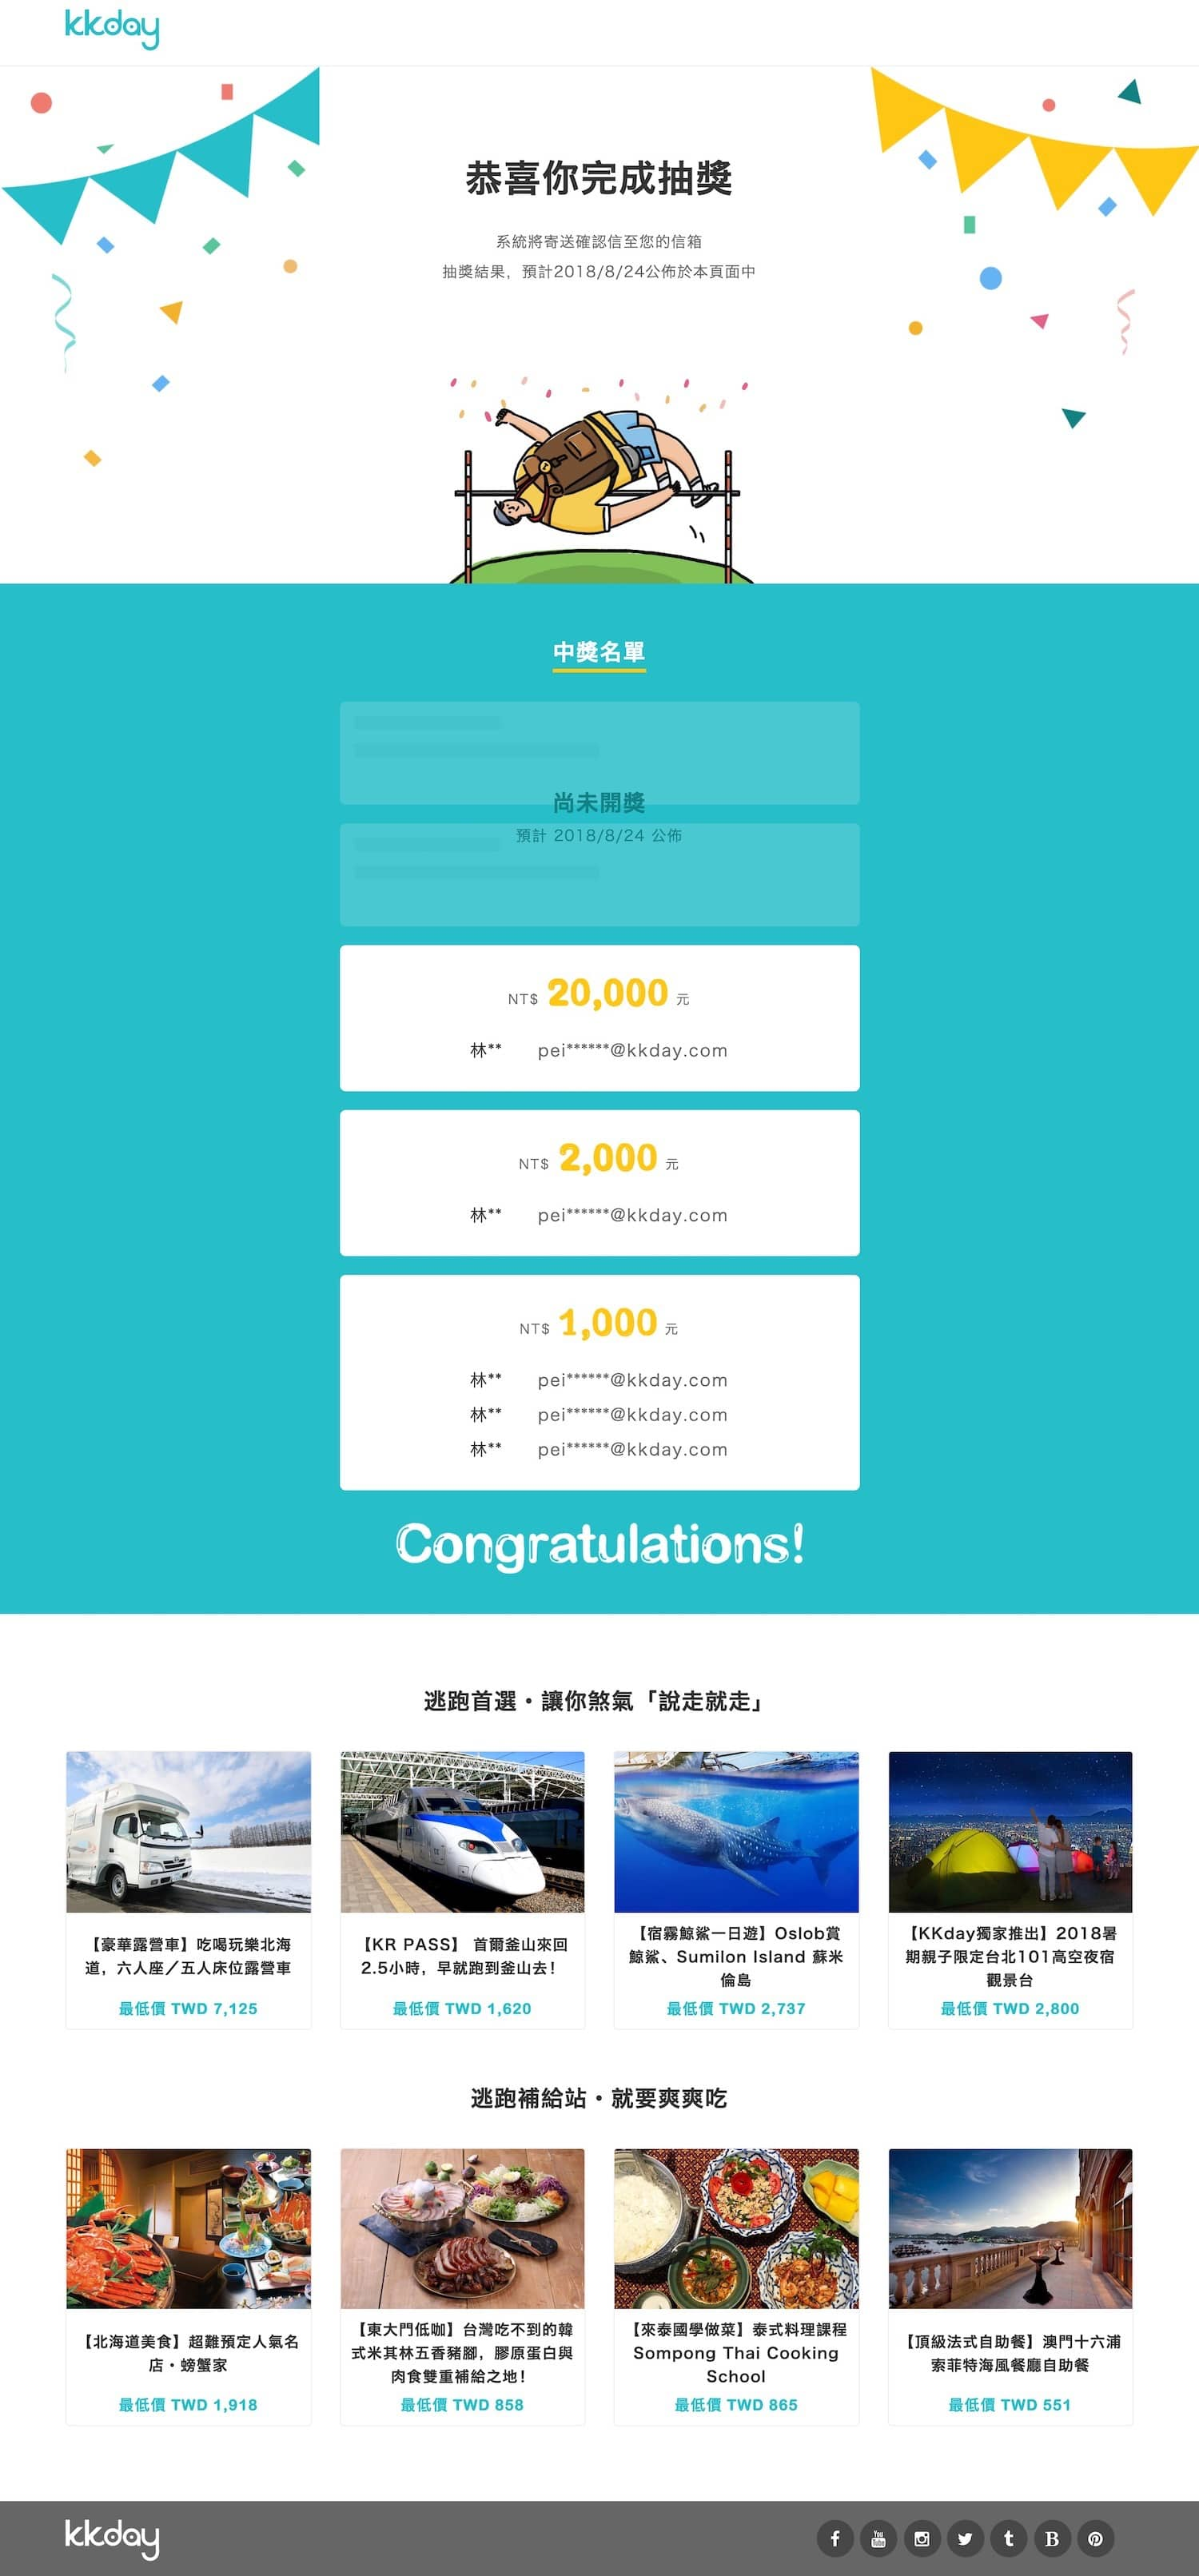 kkday
恭喜你完成抽獎
系統將寄送確認信至您的信箱
抽獎結果，預計2018/8/24公佈於本頁面中
中獎名單
尚未開獎
預計 2018/8/24 公佈
NT$ 20,000 元
林** pei******@kkday.com
NT$ 2,000 元
林** pei******@kkday.com
NT$ 1,000 元
林** pei******@kkday.com
林** pei******@kkday.com
林** pei******@kkday.com
Congratulations!
逃跑首選・讓你煞氣「說走就走」
【豪華露營車】吃喝玩樂北海
道，六人座／五人床位露營車
最低價 TWD 7,125
【KR PASS】 首爾釜山來回
2.5小時，早就跑到釜山去！
最低價 TWD 1,620
【宿霧鯨鯊一日遊】Oslob賞
鯨鯊、Sumilon Island 蘇米
倫島
最低價 TWD 2,737
【KKday獨家推出】2018暑
期親子限定台北101高空夜宿
觀景台
最低價 TWD 2,800
逃跑補給站・就要爽爽吃
【北海道美食】超難預定人氣名
店・螃蟹家
最低價 TWD 1,918
【東大門低咖】台灣吃不到的韓
式米其林五香豬腳，膠原蛋白與
肉食雙重補給之地！
最低價 TWD 858
【來泰國學做菜】泰式料理課程
Sompong Thai Cooking
School
最低價 TWD 865
【頂級法式自助餐】澳門十六浦
索菲特海風餐廳自助餐
最低價 TWD 551
kkday